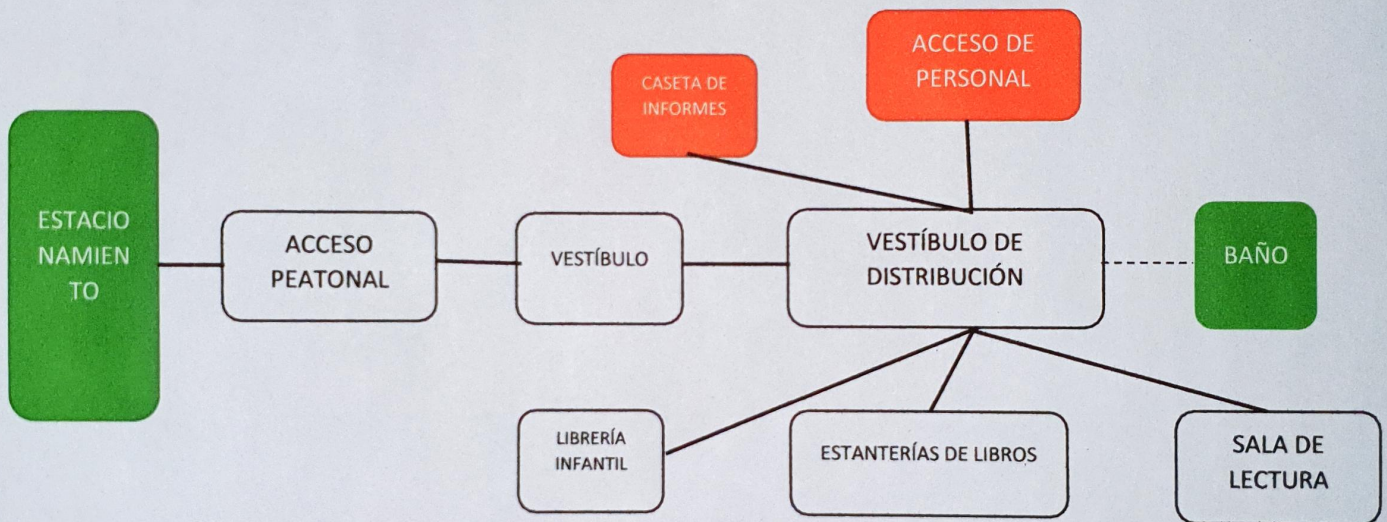 ACCESO DE
PERSONAL
CASETA DE
INFORMES
ESTACIO
NAMIEN
TO
ACCESO
PEATONAL
VESTÍBULO
VESTÍBULO DE
DISTRIBUCIÓN
BAÑO
LIBRERÍA
INFANTIL
ESTANTERÍAS DE LIBROS
SALA DE
LECTURA